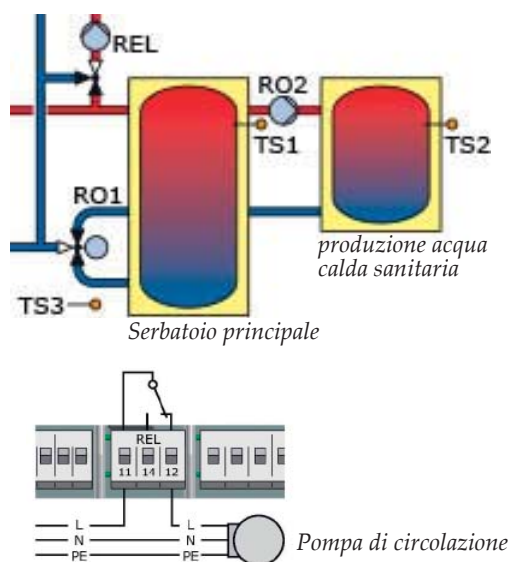 REL
RO2
TS1
TS2
RO1
produzione acqua
calda sanitaria
TS3
Serbatoio principale
REL
11 14 12
L L
N N
PE PE
Pompa di circolazione